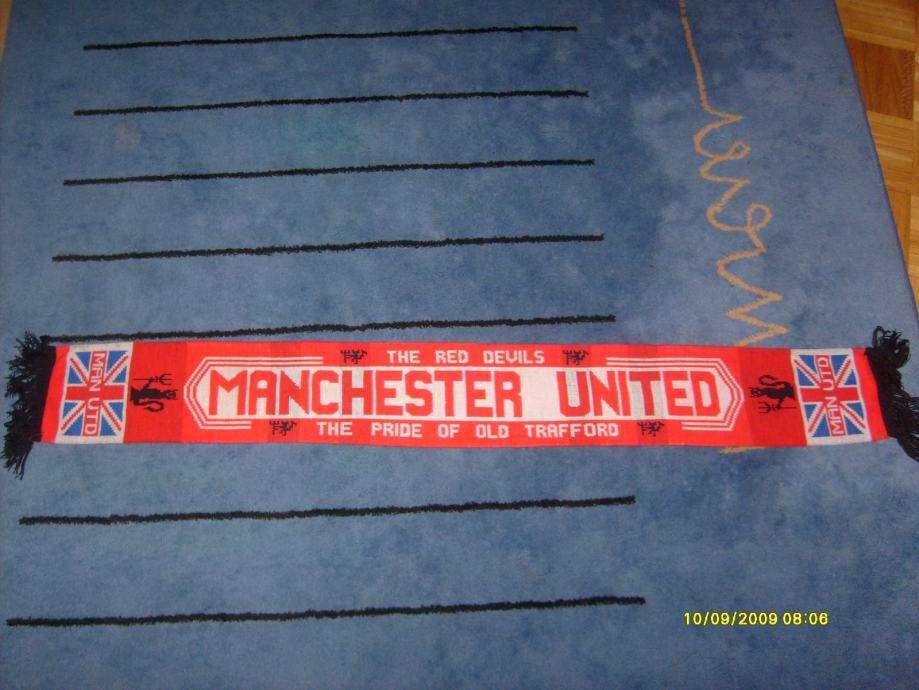 THE RED DEVILS
MAN UTD
MANCHESTER UNITED
MAN UTD
THE PRIDE OF OLD TRAFFORD
10/09/2009 08:06